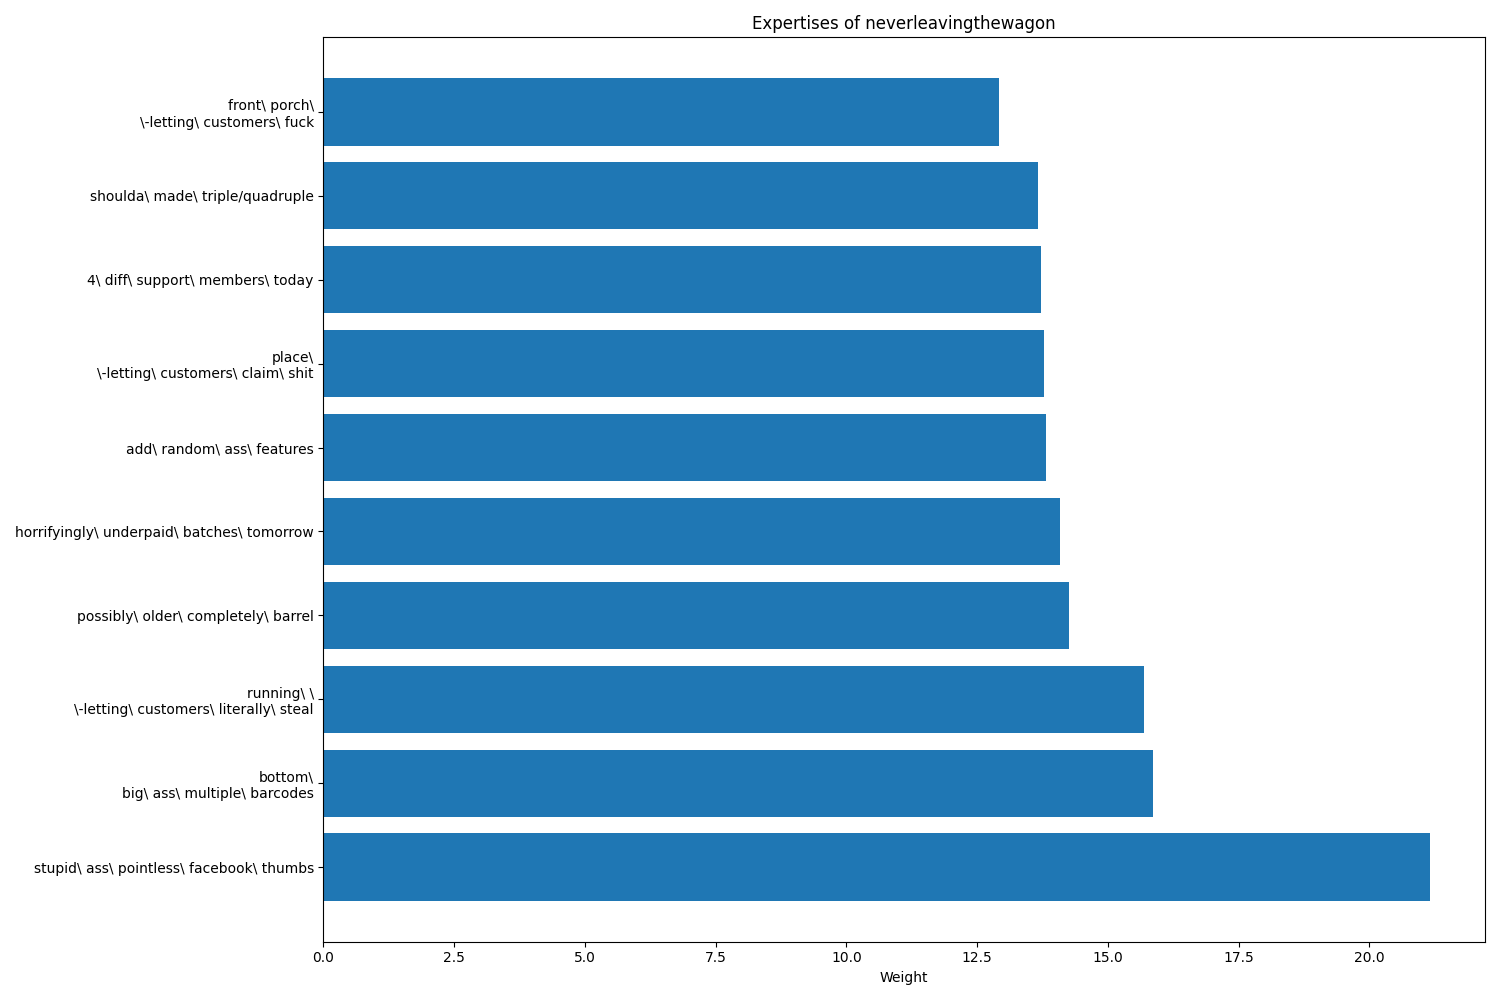 Expertises of neverleavingthewagon
front\ porch\
\-letting\ customers\ fuck
shoulda\ made\ triple/quadruple
4\ diff\ support\ members\ today
place\
\-letting\ customers\ claim\ shit
add\ random\ ass\ features
horrifyingly\ underpaid\ batches\ tomorrow
possibly\ older\ completely\ barrel
running\ \
\-letting\ customers\ literally\ steal
bottom\
big\ ass\ multiple\ barcodes
stupid\ ass\ pointless\ facebook\ thumbs
0.0 2.5 5.0 7.5 10.0 12.5 15.0 17.5 20.0
Weight